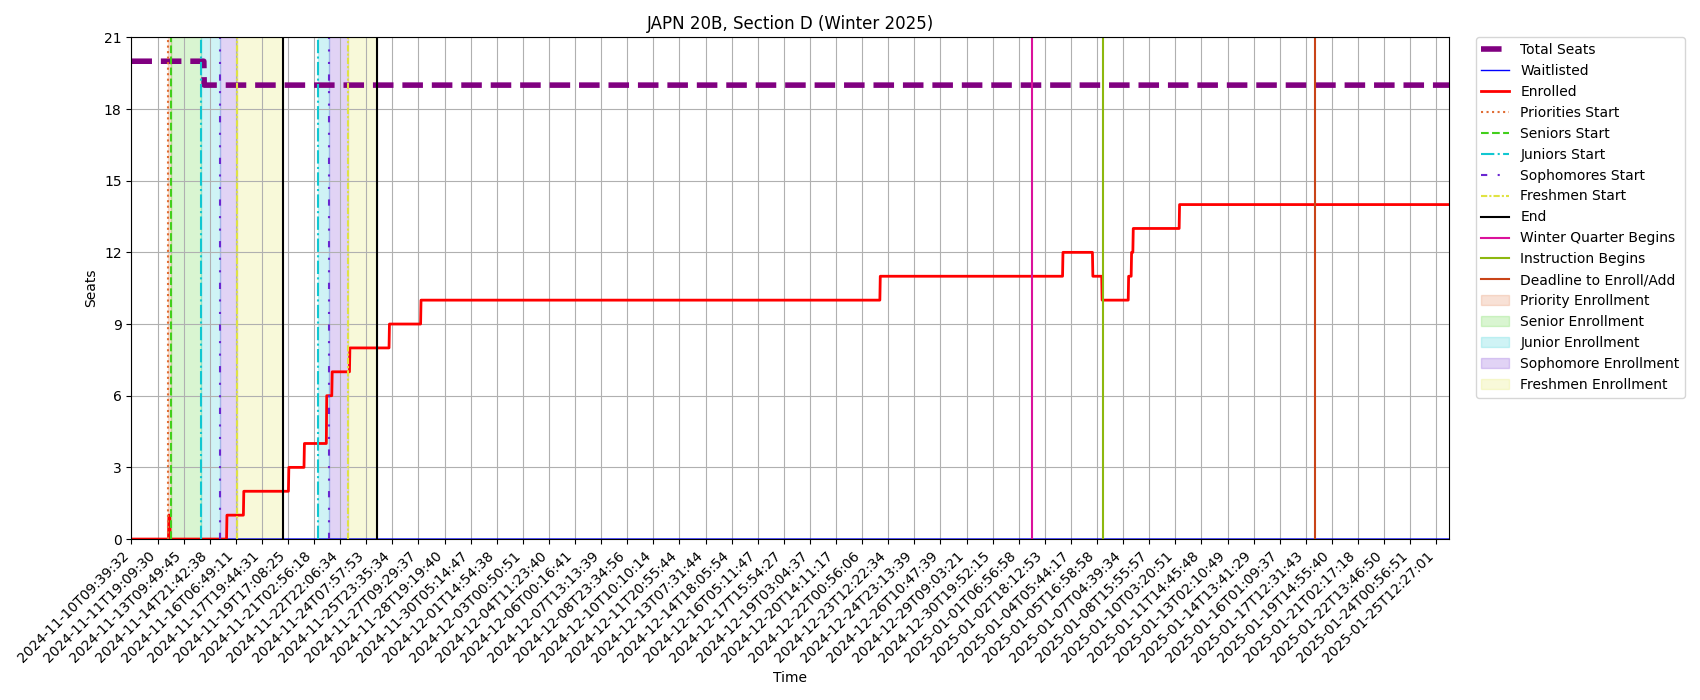 JAPN 20B, Section D (Winter 2025)
Seats
21
18
15
12
9
6
3
0
2024-11-10T09:39:32
2024-11-11T19:09:30
2024-11-13T09:49:45
2024-11-14T21:42:38
2024-11-16T06:49:11
2024-11-17T19:44:31
2024-11-19T17:08:25
2024-11-21T02:56:18
2024-11-22T22:06:34
2024-11-24T07:57:53
2024-11-25T23:35:34
2024-11-27T09:29:37
2024-11-28T19:19:40
2024-11-30T05:14:47
2024-12-01T14:54:38
2024-12-03T00:50:51
2024-12-04T11:23:40
2024-12-06T00:16:41
2024-12-07T13:13:39
2024-12-08T23:34:56
2024-12-10T10:10:14
2024-12-11T20:55:44
2024-12-13T07:31:44
2024-12-14T18:05:54
2024-12-16T05:11:47
2024-12-17T15:54:27
2024-12-19T03:04:37
2024-12-20T14:11:17
2024-12-22T00:56:06
2024-12-23T12:22:34
2024-12-24T23:13:39
2024-12-26T10:47:39
2024-12-29T09:03:21
2024-12-30T19:52:15
2025-01-01T06:56:58
2025-01-02T18:12:53
2025-01-04T05:44:17
2025-01-05T16:58:58
2025-01-07T04:39:34
2025-01-08T15:55:57
2025-01-10T03:20:51
2025-01-11T14:45:48
2025-01-13T02:10:49
2025-01-14T13:41:29
2025-01-16T01:09:37
2025-01-17T12:31:43
2025-01-19T14:55:40
2025-01-21T02:17:18
2025-01-22T13:46:50
2025-01-24T00:56:51
2025-01-25T12:27:01
Time
Total Seats
Waitlisted
Enrolled
Priorities Start
Seniors Start
Juniors Start
Sophomores Start
Freshmen Start
End
Winter Quarter Begins
Instruction Begins
Deadline to Enroll/Add
Priority Enrollment
Senior Enrollment
Junior Enrollment
Sophomore Enrollment
Freshmen Enrollment